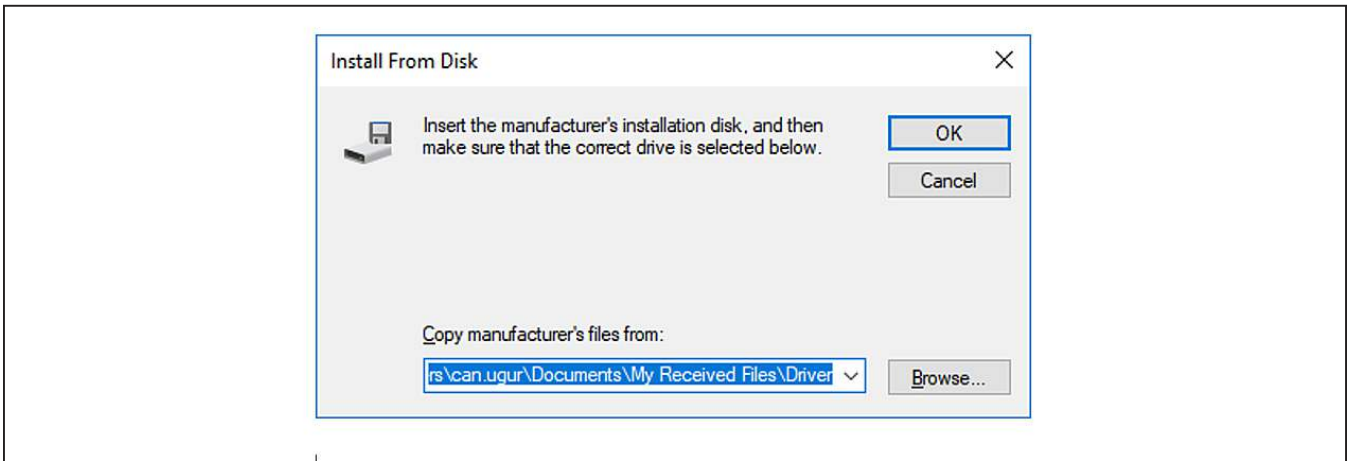 Install From Disk
Insert the manufacturer's installation disk, and then
make sure that the correct drive is selected below.
OK
Cancel
Copy manufacturer's files from:
rs\can.ugur\Documents\My Received Files\Driver
Browse...